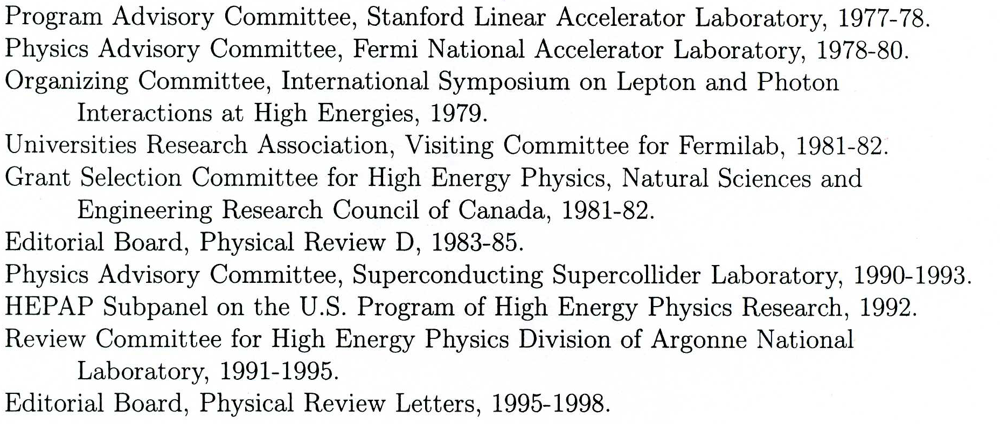 Program Advisory Committee, Stanford Linear Accelerator Laboratory, 1977-78.
Physics Advisory Committee, Fermi National Accelerator Laboratory, 1978-80.
Organizing Committee, International Symposium on Lepton and Photon
Interactions at High Energies, 1979.
Universities Research Association, Visiting Committee for Fermilab, 1981-82.
Grant Selection Committee for High Energy Physics, Natural Sciences and
Engineering Research Council of Canada, 1981-82.
Editorial Board, Physical Review D, 1983-85.
Physics Advisory Committee, Superconducting Supercollider Laboratory, 1990-1993.
HEPAP Subpanel on the U.S. Program of High Energy Physics Research, 1992.
Review Committee for High Energy Physics Division of Argonne National
Laboratory, 1991-1995.
Editorial Board, Physical Review Letters, 1995-1998.